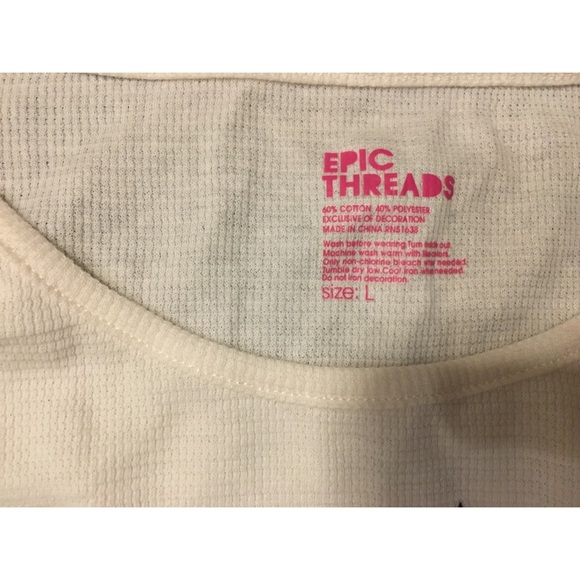 EPIC
THREADS
60% COTTON 40% POLYESTER
EXCLUSIVE OF DECORATION
MADE IN CHINA RN51638
Wash before wearing Turn inside out.
Machine wash warm with like colors.
Only non-chlorine bleach when needed.
Tumble dry low. Cool iron when needed.
Do not iron decoration.
size: L